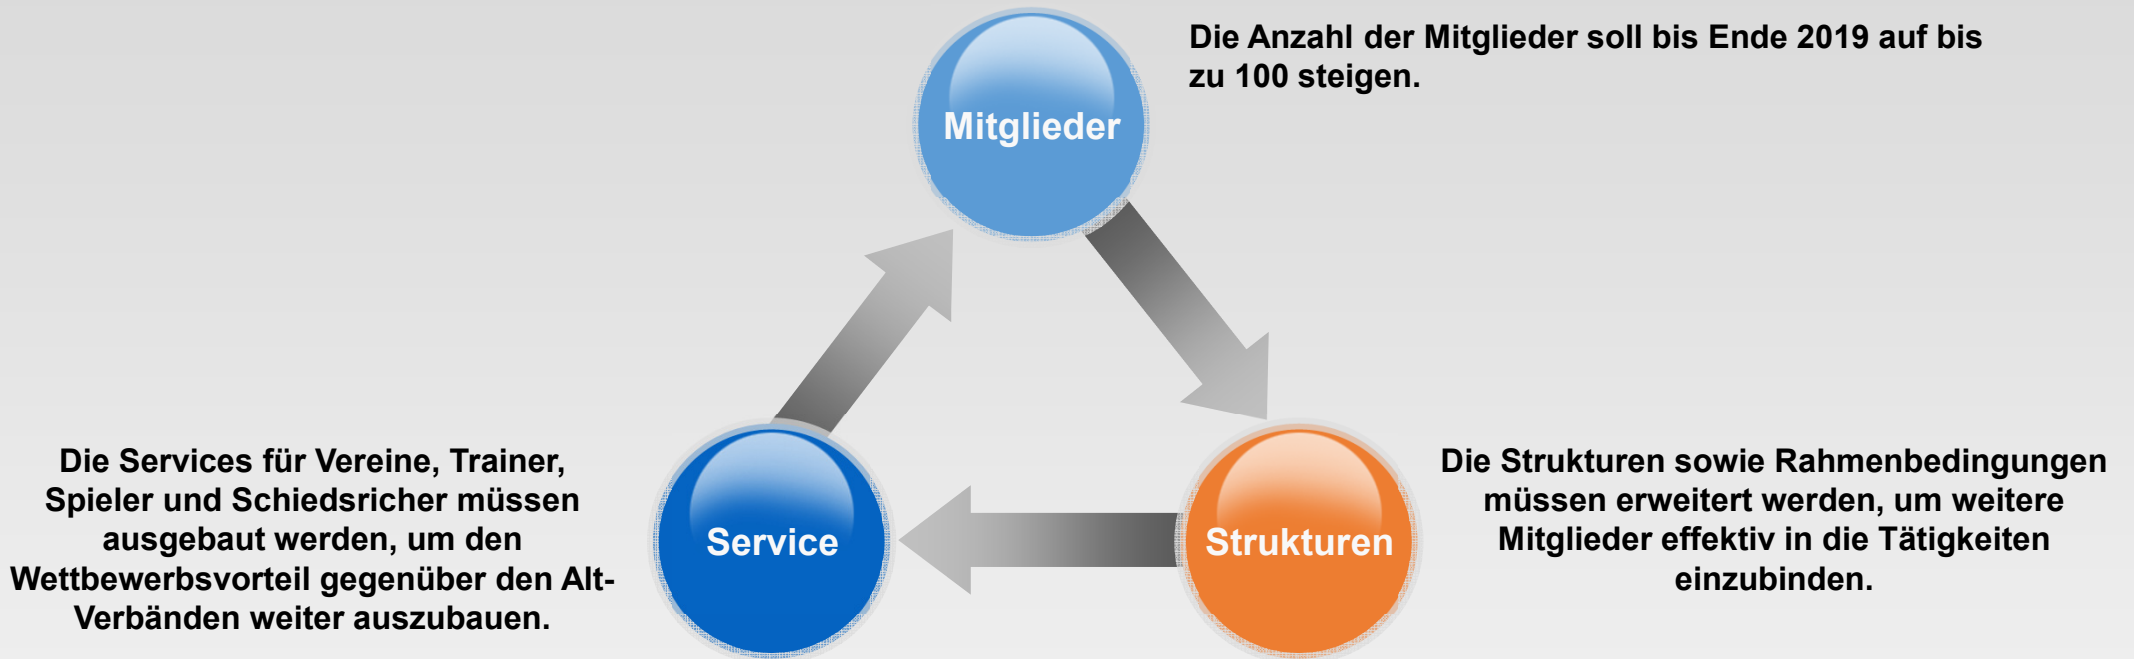 Die Anzahl der Mitglieder soll bis Ende 2019 auf bis
zu 100 steigen.
Mitglieder
Die Services für Vereine, Trainer,
Spieler und Schiedsricher müssen
ausgebaut werden, um den
Wettbewerbsvorteil gegenüber den Alt-
Verbänden weiter auszubauen.
Service
Strukturen
Die Strukturen sowie Rahmenbedingungen
müssen erweitert werden, um weitere
Mitglieder effektiv in die Tätigkeiten
einzubinden.